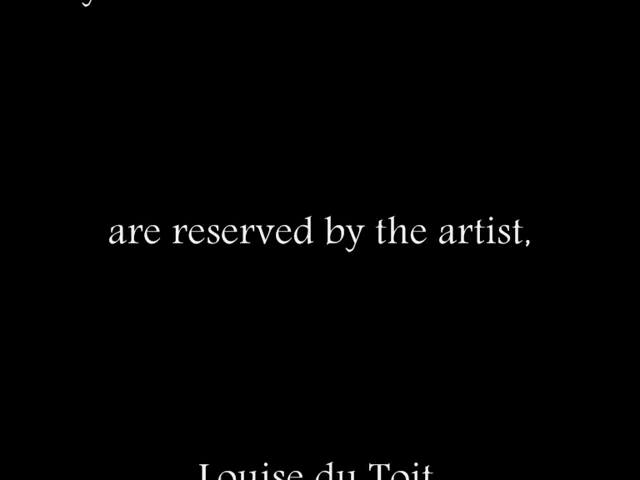 are reserved by the artist,
Louise du Toit